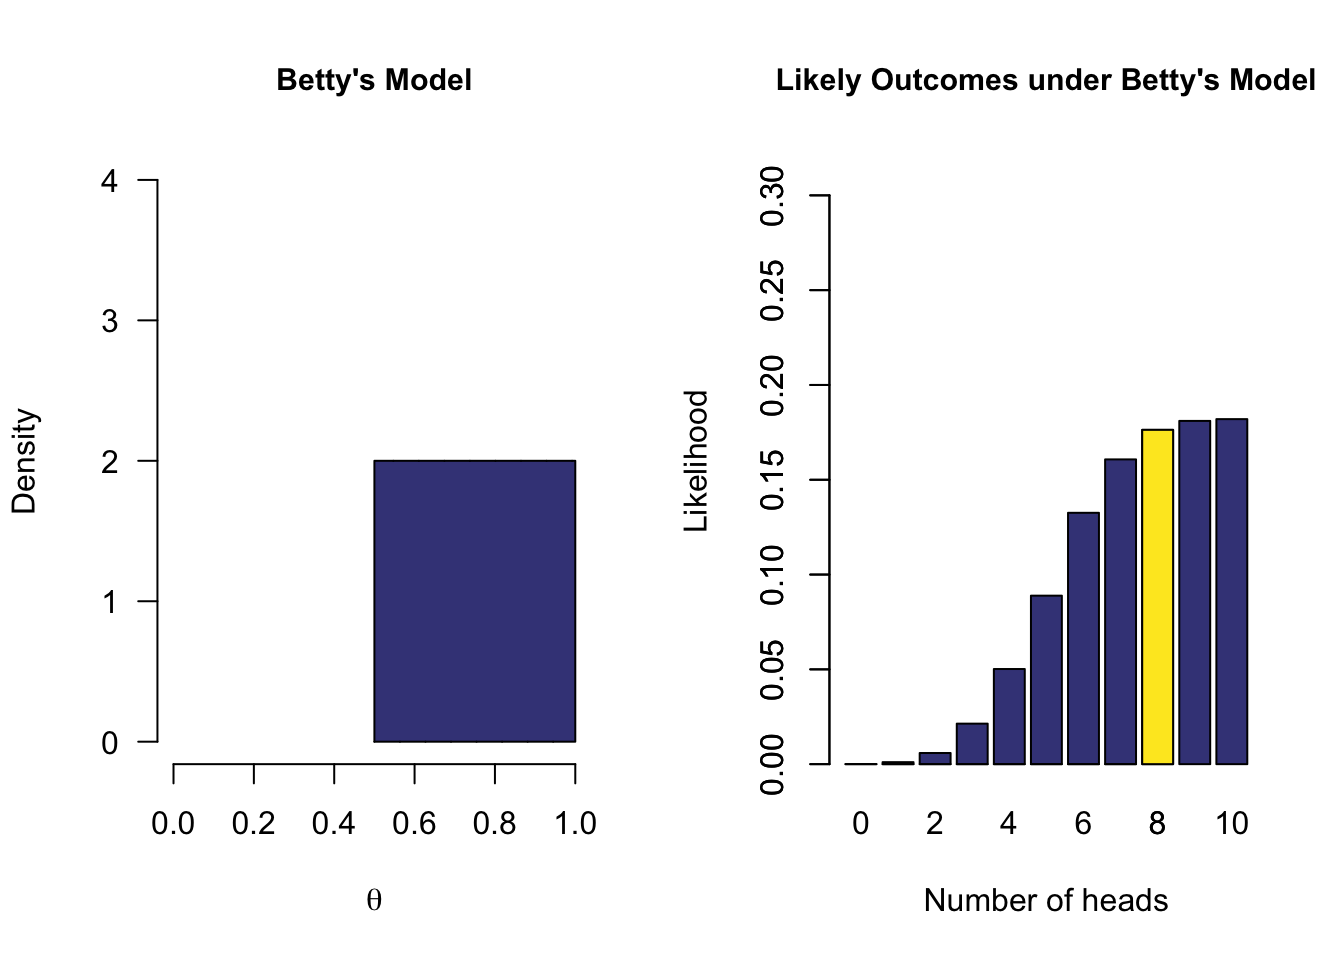 Betty's Model
Density
4
3
2
1
0
0.0 0.2 0.4 0.6 0.8 1.0
θ
Likely Outcomes under Betty's Model
Likelihood
0.30
0.25
0.20
0.15
0.10
0.05
0.00
0 2 4 6 8 10
Number of heads